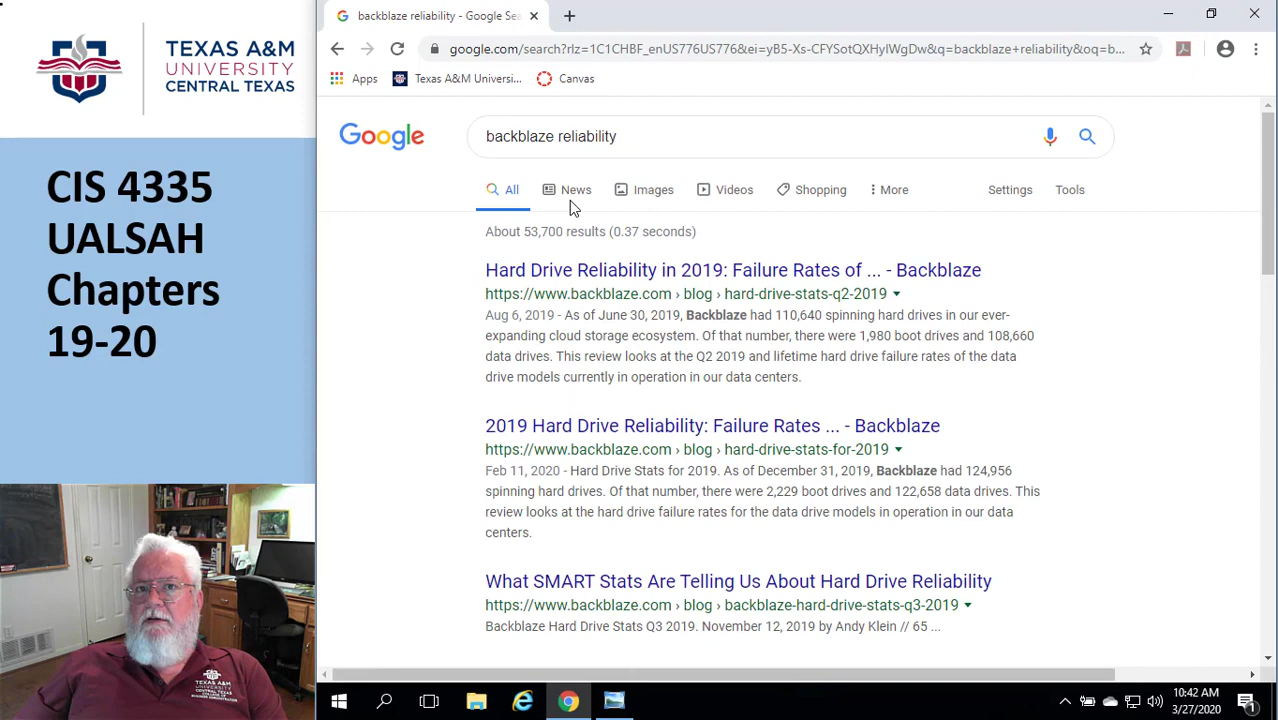 TEXAS A&M
UNIVERSITY
CENTRAL TEXAS
CIS 4335
UALSAH
Chapters
19-20
backblaze reliability - Google Sea
google.com/search?rlz=1C1CHBF_enUS776US776&ei=yB5-Xs-CFYSotQXHyIWgDw&q=backblaze+reliability&oq=b...
Apps
Texas A&M Universi...
Canvas
Google
backblaze reliability
All
News
Images
Videos
Shopping
More
Settings
Tools
About 53,700 results (0.37 seconds)
Hard Drive Reliability in 2019: Failure Rates of ... - Backblaze
https://www.backblaze.com › blog › hard-drive-stats-q2-2019
Aug 6, 2019 - As of June 30, 2019, Backblaze had 110,640 spinning hard drives in our ever-
expanding cloud storage ecosystem. Of that number, there were 1,980 boot drives and 108,660
data drives. This review looks at the Q2 2019 and lifetime hard drive failure rates of the data
drive models currently in operation in our data centers.
2019 Hard Drive Reliability: Failure Rates ... - Backblaze
https://www.backblaze.com › blog › hard-drive-stats-for-2019
Feb 11, 2020 - Hard Drive Stats for 2019. As of December 31, 2019, Backblaze had 124,956
spinning hard drives. Of that number, there were 2,229 boot drives and 122,658 data drives. This
review looks at the hard drive failure rates for the data drive models in operation in our data
centers.
What SMART Stats Are Telling Us About Hard Drive Reliability
https://www.backblaze.com › blog › backblaze-hard-drive-stats-q3-2019
Backblaze Hard Drive Stats Q3 2019. November 12, 2019 by Andy Klein // 65 ...
TEXAS A&M
UNIVERSITY
CENTRAL TEXAS
10:42 AM
3/27/2020
1